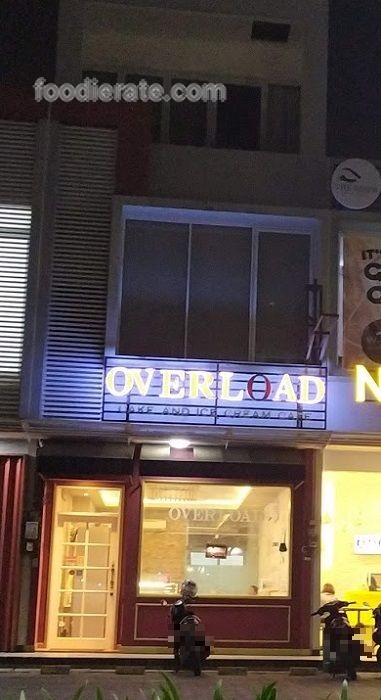 foodierate.com
OVERLOAD
CAKE AND ICE CREAM CAFE
OVERLOAD
N